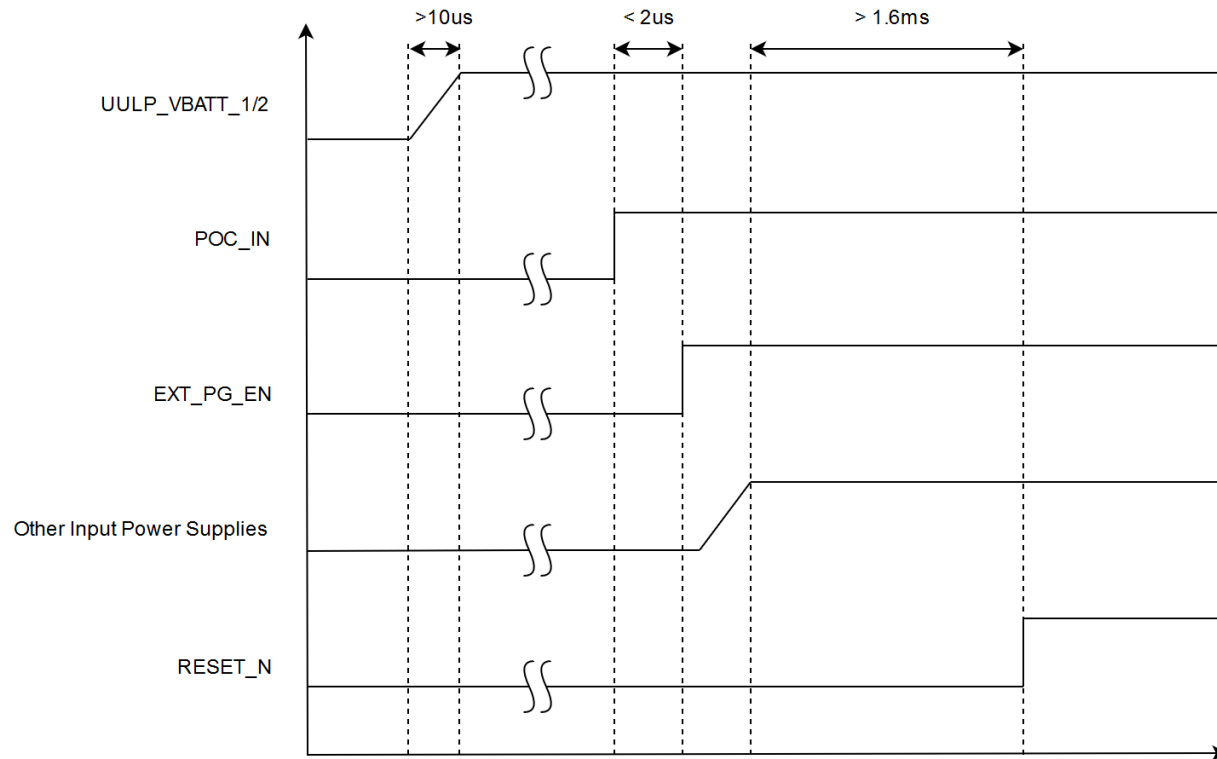 >10us
< 2us
> 1.6ms
UULP_VBATT_1/2
POC_IN
EXT_PG_EN
Other Input Power Supplies
RESET_N